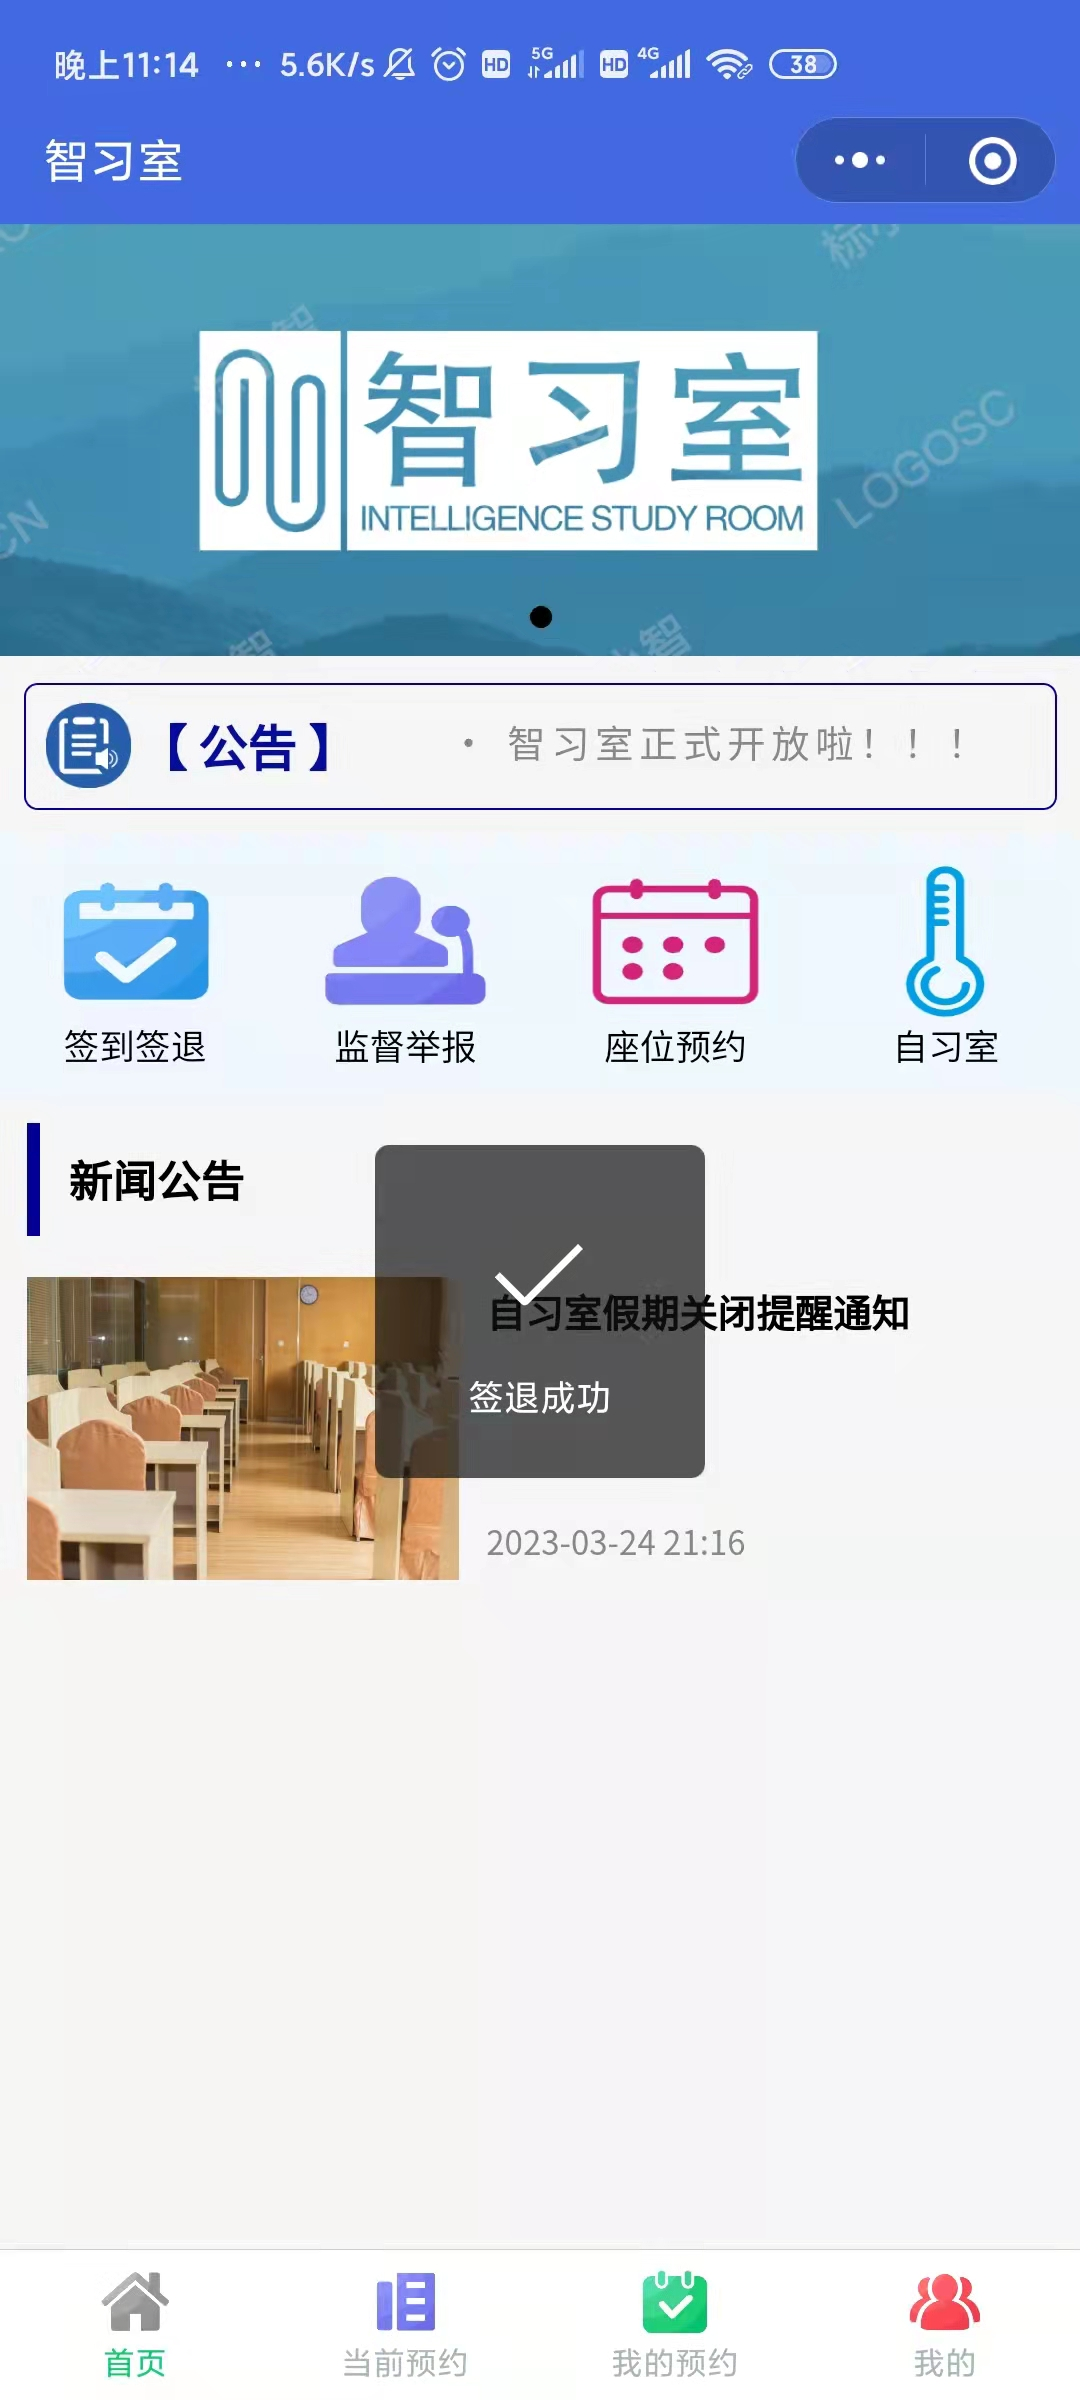 晚上11:14 ··· 5.6K/s HD 5G HD 4G 38
智习室
智习室
INTELLIGENCE STUDY ROOM
LOGOSC
【 公告 】 · 智习室正式开放啦！！！
签到签退 监督举报 座位预约 自习室
新闻公告
自习室假期关闭提醒通知
签退成功
2023-03-24 21:16
首页 当前预约 我的预约 我的